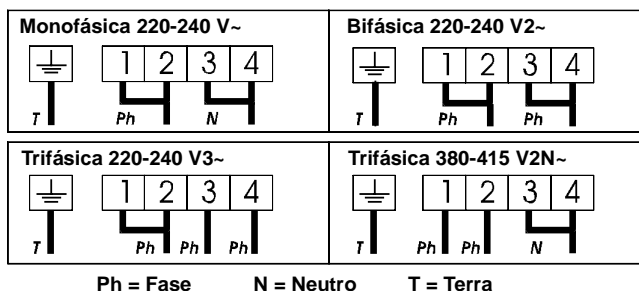 Monofásica 220-240 V~
1 2 3 4
T Ph N
Bifásica 220-240 V2~
1 2 3 4
T Ph Ph
Trifásica 220-240 V3~
1 2 3 4
T Ph Ph Ph
Trifásica 380-415 V2N~
1 2 3 4
T Ph Ph N
Ph = Fase N = Neutro T = Terra